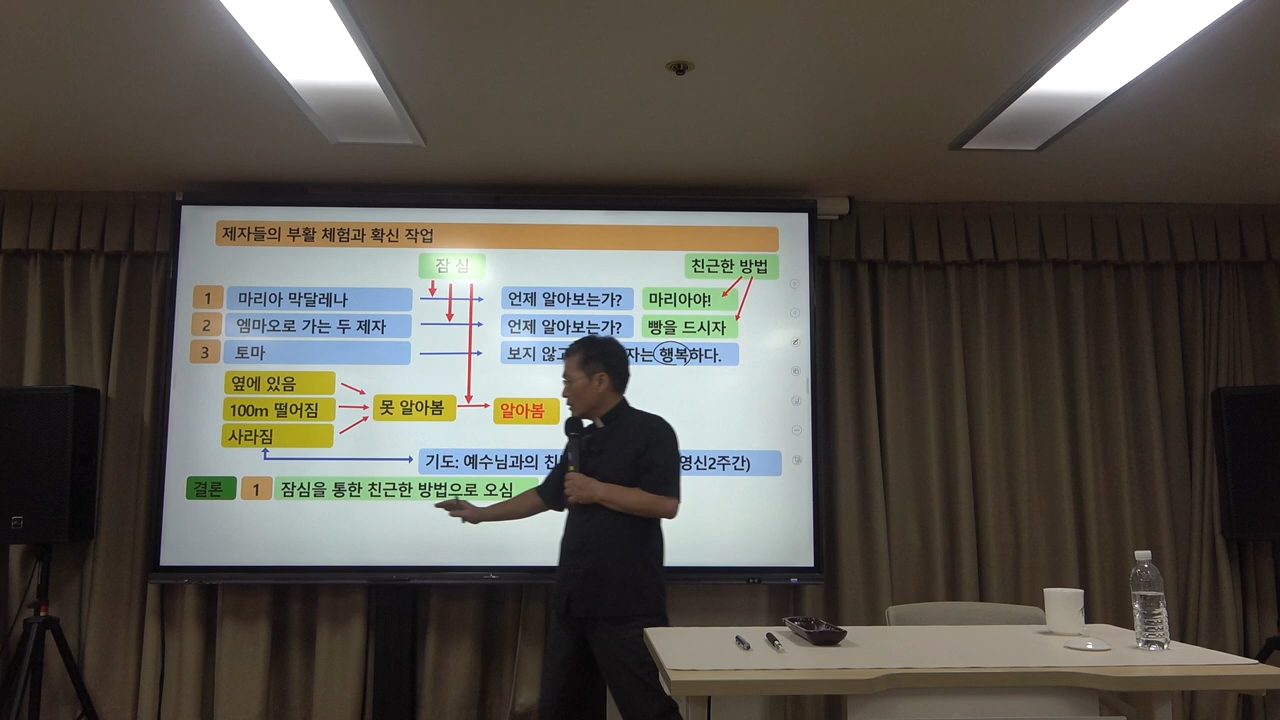 제자들의 부활 체험과 확신 작업
잠 심
친근한 방법
1 마리아 막달레나 언제 알아보는가? 마리아야!
2 엠마오로 가는 두 제자 언제 알아보는가? 빵을 드시자
3 토마 보지 않고 자는 행복하다.
옆에 있음
100m 떨어짐 못 알아봄 알아봄
사라짐
기도: 예수님과의 영신2주간)
결론 1 잠심을 통한 친근한 방법으로 오심